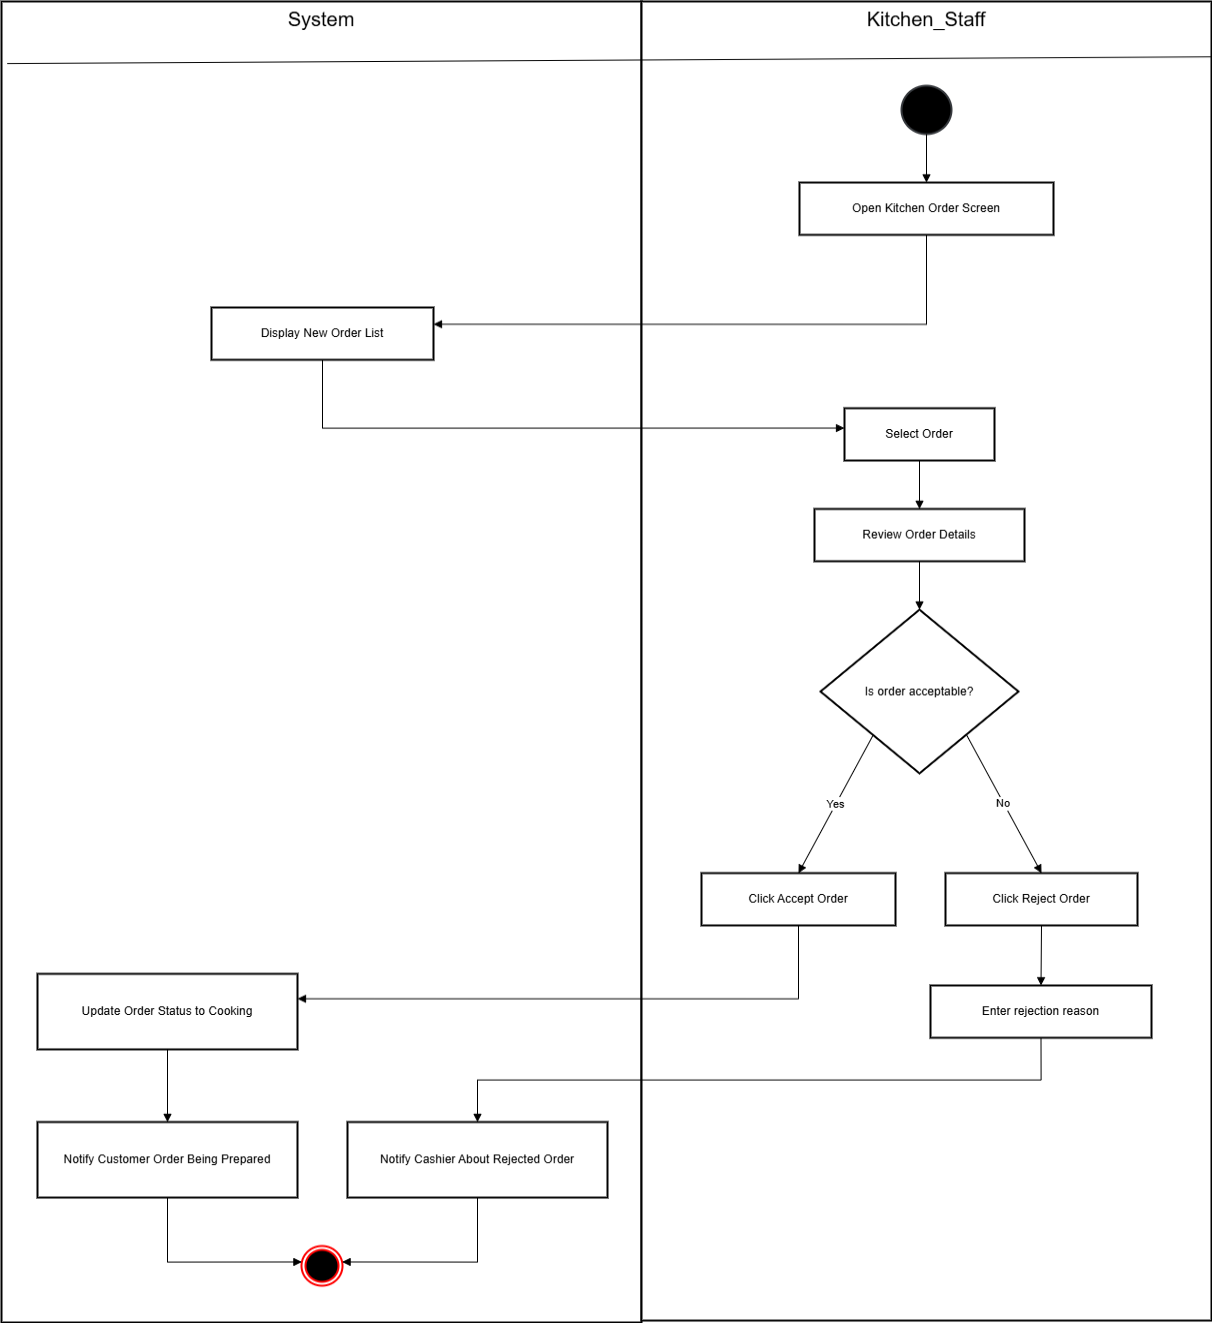 System
Kitchen_Staff
Open Kitchen Order Screen
Display New Order List
Select Order
Review Order Details
Is order acceptable?
Yes
No
Click Accept Order
Click Reject Order
Update Order Status to Cooking
Enter rejection reason
Notify Customer Order Being Prepared
Notify Cashier About Rejected Order